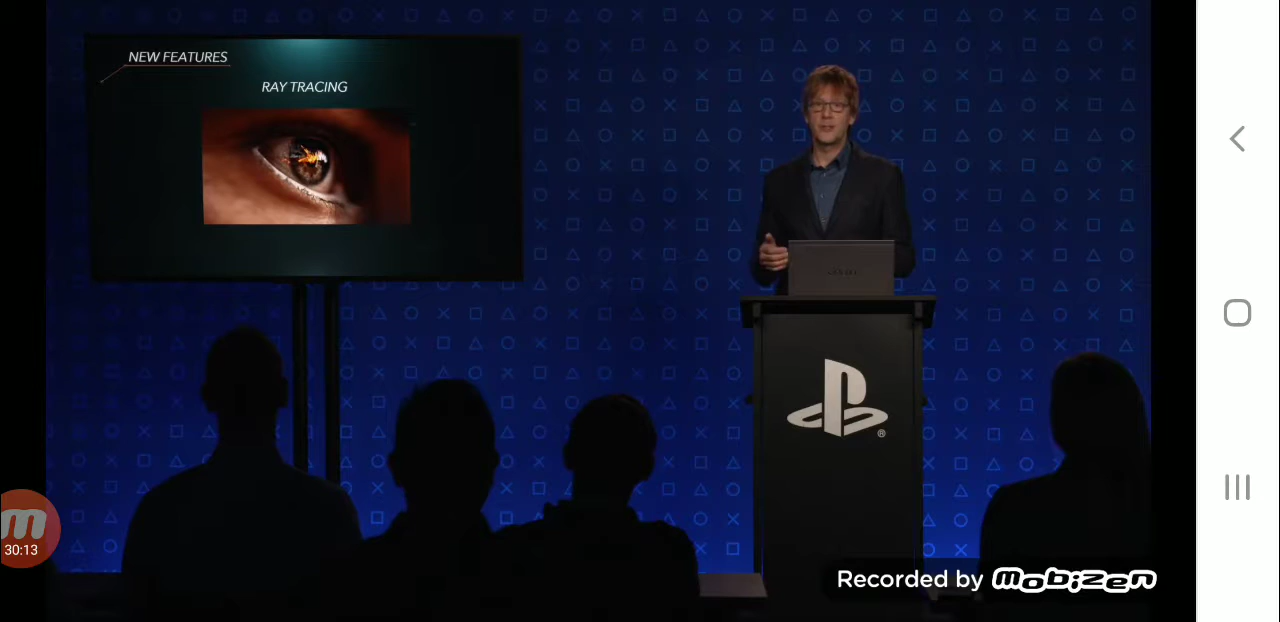 NEW FEATURES
RAY TRACING
®
30:13
Recorded by mobizen